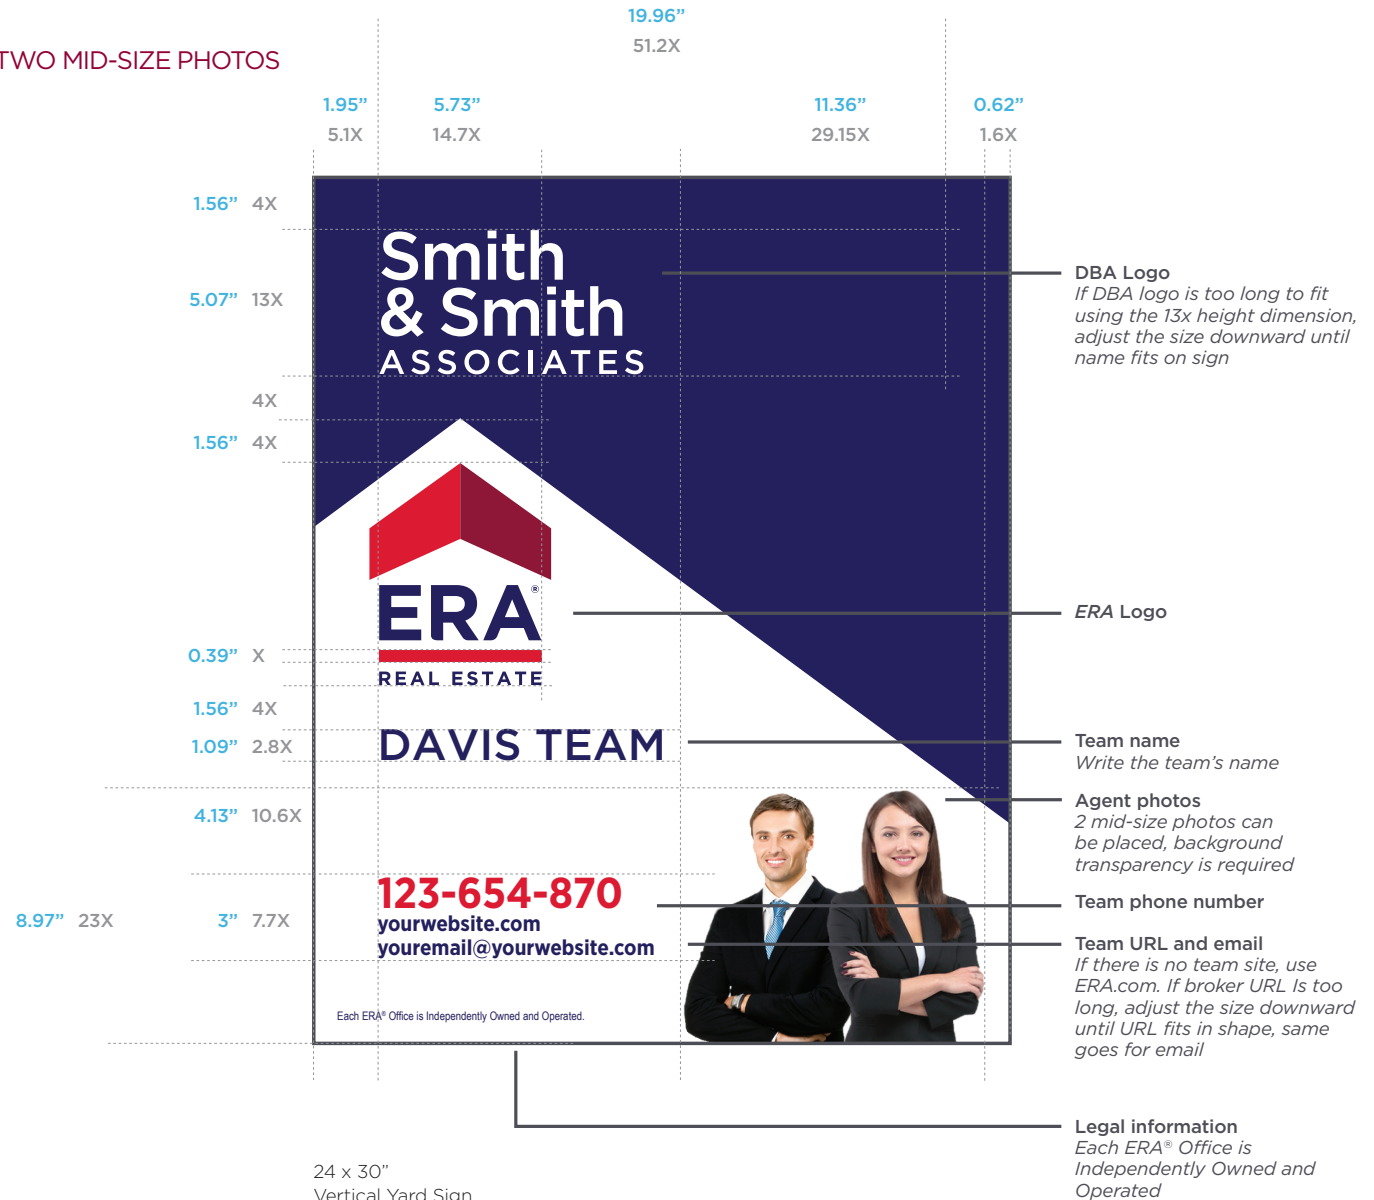 19.96”
51.2X
TWO MID-SIZE PHOTOS
1.95” 5.73” 11.36” 0.62”
5.1X 14.7X 29.15X 1.6X
1.56” 4X
Smith
& Smith
ASSOCIATES
5.07” 13X
DBA Logo
If DBA logo is too long to fit
using the 13x height dimension,
adjust the size downward until
name fits on sign
4X
1.56” 4X
ERA®
REAL ESTATE
ERA Logo
0.39” X
1.56” 4X
1.09” 2.8X
DAVIS TEAM
Team name
Write the team’s name
4.13” 10.6X
Agent photos
2 mid-size photos can
be placed, background
transparency is required
8.97” 23X 3” 7.7X
123-654-870
yourwebsite.com
youremail@yourwebsite.com
Team phone number
Team URL and email
If there is no team site, use
ERA.com. If broker URL Is too
long, adjust the size downward
until URL fits in shape, same
goes for email
Each ERA® Office is Independently Owned and Operated.
Legal information
Each ERA® Office is
Independently Owned and
Operated
24 x 30”
Vertical Yard Sign